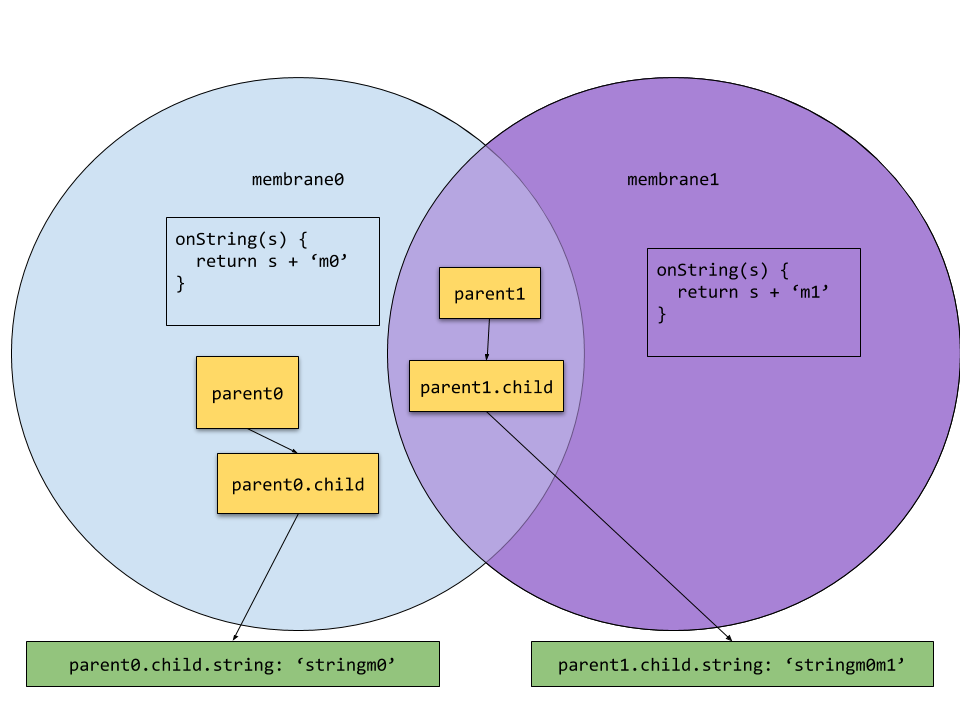 membrane0
membrane1
onString(s) {
  return s + ‘m0’
}
onString(s) {
  return s + ‘m1’
}
parent1
parent1.child
parent0
parent0.child
parent0.child.string: ‘stringm0’
parent1.child.string: ‘stringm0m1’